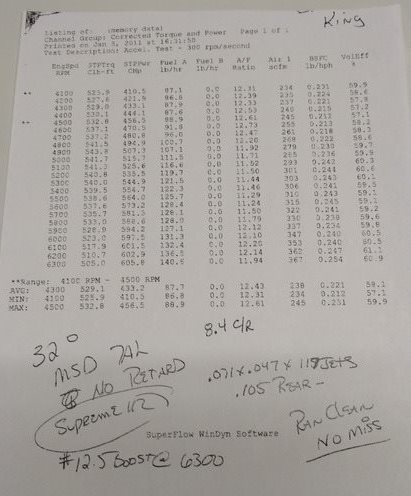 King
Listing of: (memory data) Page 1 of 1
Channel Group: Corrected Torque and Power
Printed on Jan 5, 2011 at 16:31:55
Test Description: Accel. Test - 300 rpm/second
EngSpd STPTrq STPPwr Fuel A Fuel B A/F Air 1 BSFC VolEff
RPM Clb-ft CHp lb/hr lb/hr Ratio scfm lb/hph %
** 4100 525.9 410.5 87.1 0.0 12.31 234 0.231 59.9
4200 527.6 421.9 86.8 0.0 12.39 235 0.224 58.6
4300 529.0 433.1 87.9 0.0 12.33 237 0.221 57.8
4400 530.1 444.1 87.6 0.0 12.53 240 0.215 57.2
** 4500 532.8 456.5 88.9 0.0 12.61 245 0.212 57.1
4600 537.1 470.5 91.8 0.0 12.73 255 0.213 58.2
4700 537.2 480.8 96.0 0.0 12.47 261 0.218 58.3
4800 541.5 494.9 100.7 0.0 12.20 268 0.222 58.6
4900 543.8 507.3 107.1 0.0 11.92 279 0.230 59.7
5000 541.7 515.7 111.5 0.0 11.71 285 0.236 59.9
5100 541.3 525.6 116.6 0.0 11.52 293 0.242 60.3
5200 540.8 535.5 119.7 0.0 11.50 301 0.244 60.6
5300 540.0 544.9 121.5 0.0 11.44 303 0.243 60.1
5400 539.5 554.7 122.3 0.0 11.46 306 0.241 59.5
5500 538.6 564.0 125.7 0.0 11.29 310 0.243 59.1
5600 537.6 573.2 128.4 0.0 11.24 315 0.245 59.1
5700 535.7 581.5 128.1 0.0 11.50 322 0.241 59.2
5800 533.0 588.6 128.0 0.0 11.79 330 0.238 59.6
5900 528.9 594.2 127.1 0.0 12.12 337 0.234 59.8
6000 523.0 597.5 131.3 0.0 12.10 347 0.240 60.5
6100 517.9 601.5 132.4 0.0 12.20 353 0.240 60.5
6200 510.7 602.9 136.5 0.0 12.14 362 0.247 61.1
6300 505.0 605.8 140.5 0.0 11.94 367 0.254 60.9
**Range: 4100 RPM - 4500 RPM
AVG: 4300 529.1 433.2 87.7 0.0 12.43 238 0.221 58.1
MIN: 4100 525.9 410.5 86.8 0.0 12.31 234 0.212 57.1
MAX: 4500 532.8 456.5 88.9 0.0 12.61 245 0.231 59.9
8.4 C/R
32°
MSD 7AL
NO RETARD
.071 x .047 x JETS
.105 REAR -
SUPREME
RAN CLEAN
NO MISS
SuperFlow WinDyn Software
#12.5 BOOST @ 6300